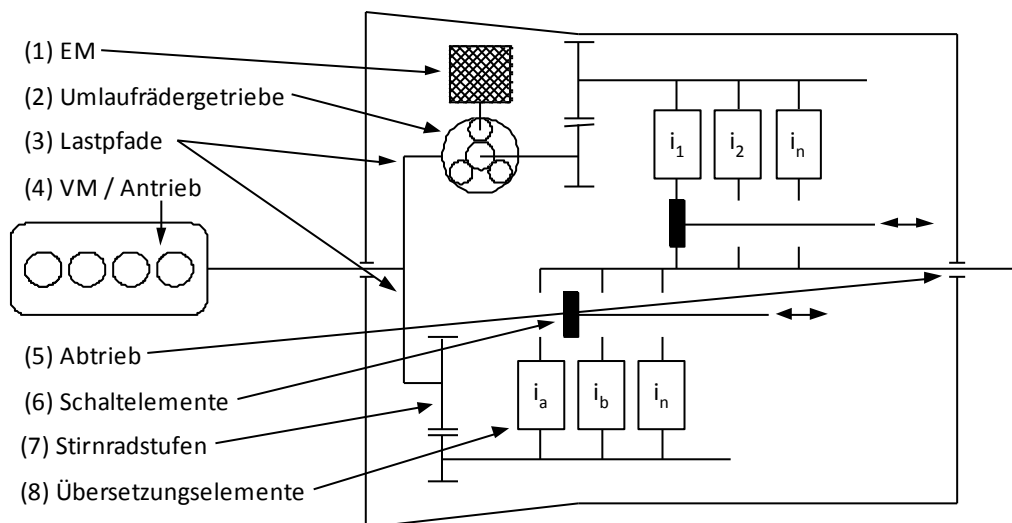 (1) EM
(2) Umlaufrädergetriebe
(3) Lastpfade
(4) VM / Antrieb
(5) Abtrieb
(6) Schaltelemente
(7) Stirnradstufen
(8) Übersetzungselemente
i₁ i₂ iₙ
iₐ i_b iₙ